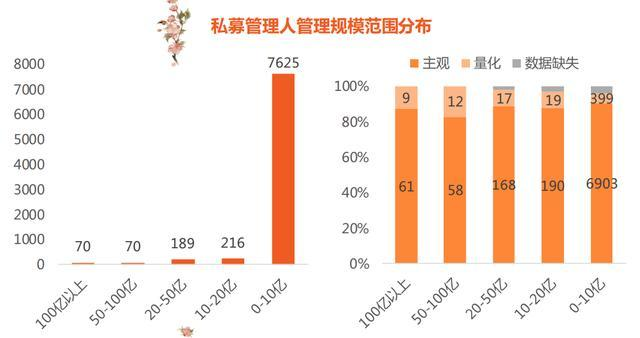 私募管理人管理规模范围分布
8000
7000
6000
5000
4000
3000
2000
1000
0
70
70
189
216
7625
100亿以上
50-100亿
20-50亿
10-20亿
0-10亿
主观 量化 数据缺失
100%
80%
60%
40%
20%
0%
9
12
17
19
399
61
58
168
190
6903
100亿以上
50-100亿
20-50亿
10-20亿
0-10亿